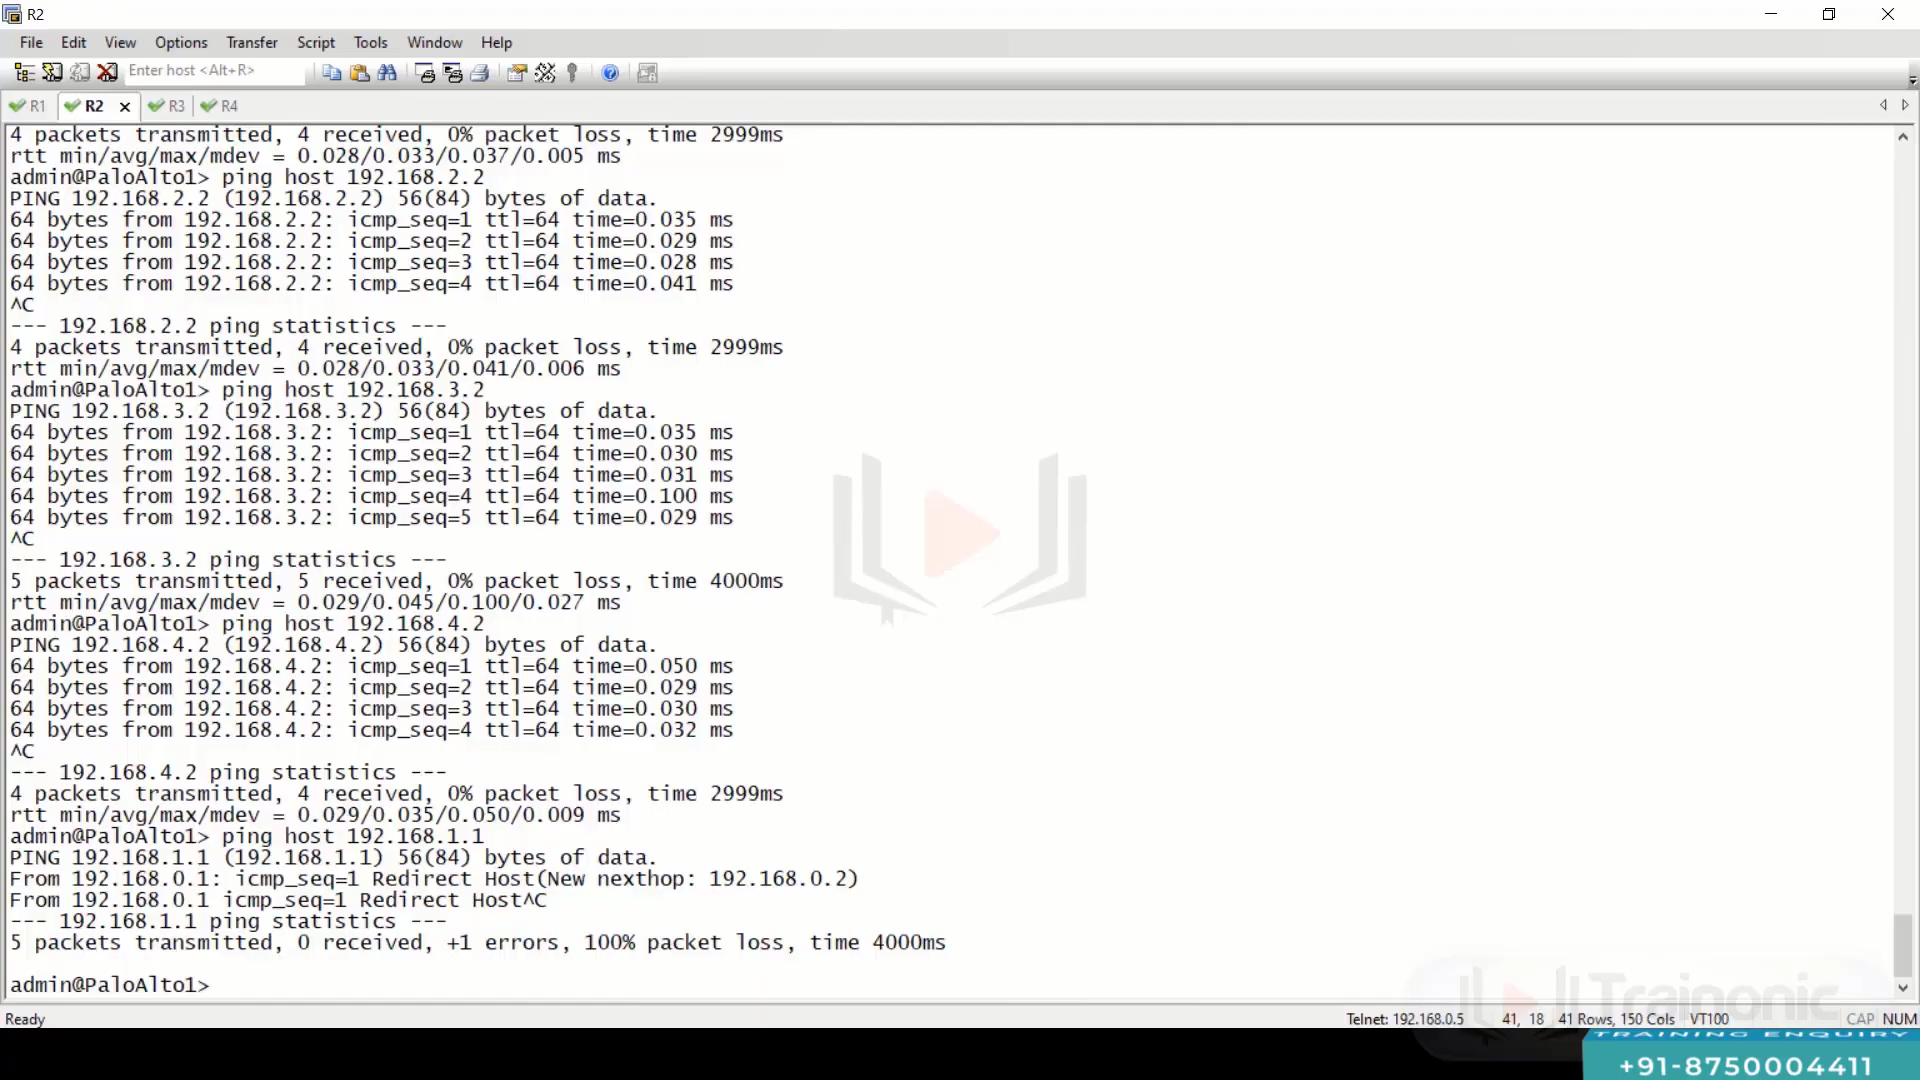 R2
File Edit View Options Transfer Script Tools Window Help
Enter host <Alt+R>
R1 R2 R3 R4
4 packets transmitted, 4 received, 0% packet loss, time 2999ms
rtt min/avg/max/mdev = 0.028/0.033/0.037/0.005 ms
admin@PaloAlto1> ping host 192.168.2.2
PING 192.168.2.2 (192.168.2.2) 56(84) bytes of data.
64 bytes from 192.168.2.2: icmp_seq=1 ttl=64 time=0.035 ms
64 bytes from 192.168.2.2: icmp_seq=2 ttl=64 time=0.029 ms
64 bytes from 192.168.2.2: icmp_seq=3 ttl=64 time=0.028 ms
64 bytes from 192.168.2.2: icmp_seq=4 ttl=64 time=0.041 ms
^C
--- 192.168.2.2 ping statistics ---
4 packets transmitted, 4 received, 0% packet loss, time 2999ms
rtt min/avg/max/mdev = 0.028/0.033/0.041/0.006 ms
admin@PaloAlto1> ping host 192.168.3.2
PING 192.168.3.2 (192.168.3.2) 56(84) bytes of data.
64 bytes from 192.168.3.2: icmp_seq=1 ttl=64 time=0.035 ms
64 bytes from 192.168.3.2: icmp_seq=2 ttl=64 time=0.030 ms
64 bytes from 192.168.3.2: icmp_seq=3 ttl=64 time=0.031 ms
64 bytes from 192.168.3.2: icmp_seq=4 ttl=64 time=0.100 ms
64 bytes from 192.168.3.2: icmp_seq=5 ttl=64 time=0.029 ms
^C
--- 192.168.3.2 ping statistics ---
5 packets transmitted, 5 received, 0% packet loss, time 4000ms
rtt min/avg/max/mdev = 0.029/0.045/0.100/0.027 ms
admin@PaloAlto1> ping host 192.168.4.2
PING 192.168.4.2 (192.168.4.2) 56(84) bytes of data.
64 bytes from 192.168.4.2: icmp_seq=1 ttl=64 time=0.050 ms
64 bytes from 192.168.4.2: icmp_seq=2 ttl=64 time=0.029 ms
64 bytes from 192.168.4.2: icmp_seq=3 ttl=64 time=0.030 ms
64 bytes from 192.168.4.2: icmp_seq=4 ttl=64 time=0.032 ms
^C
--- 192.168.4.2 ping statistics ---
4 packets transmitted, 4 received, 0% packet loss, time 2999ms
rtt min/avg/max/mdev = 0.029/0.035/0.050/0.009 ms
admin@PaloAlto1> ping host 192.168.1.1
PING 192.168.1.1 (192.168.1.1) 56(84) bytes of data.
From 192.168.0.1: icmp_seq=1 Redirect Host(New nexthop: 192.168.0.2)
From 192.168.0.1 icmp_seq=1 Redirect Host^C
--- 192.168.1.1 ping statistics ---
5 packets transmitted, 0 received, +1 errors, 100% packet loss, time 4000ms
admin@PaloAlto1>
Trainonic
Ready Telnet: 192.168.0.5 41, 18 41 Rows, 150 Cols VT100 CAP NUM
TRAINING ENQUIRY
+91-8750004411